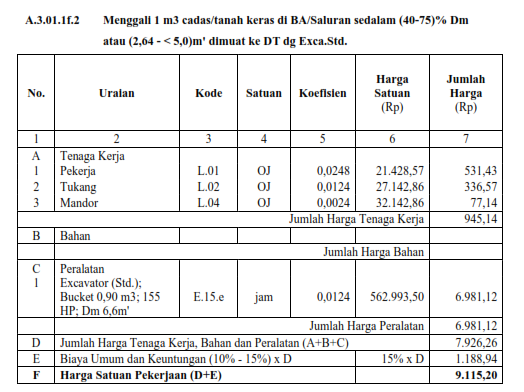 A.3.01.1f.2 Menggali 1 m3 cadas/tanah keras di BA/Saluran sedalam (40-75)% Dm
atau (2,64 - < 5,0)m' dimuat ke DT dg Exca.Std.
No. Uraian Kode Satuan Koefisien Harga Satuan (Rp) Jumlah Harga (Rp)
1 2 3 4 5 6 7
A Tenaga Kerja
1 Pekerja L.01 OJ 0,0248 21.428,57 531,43
2 Tukang L.02 OJ 0,0124 27.142,86 336,57
3 Mandor L.04 OJ 0,0024 32.142,86 77,14
Jumlah Harga Tenaga Kerja 945,14
B Bahan
Jumlah Harga Bahan
C Peralatan
1 Excavator (Std.);
Bucket 0,90 m3; 155 E.15.e jam 0,0124 562.993,50 6.981,12
HP; Dm 6,6m'
Jumlah Harga Peralatan 6.981,12
D Jumlah Harga Tenaga Kerja, Bahan dan Peralatan (A+B+C) 7.926,26
E Biaya Umum dan Keuntungan (10% - 15%) x D 15% x D 1.188,94
F Harga Satuan Pekerjaan (D+E) 9.115,20